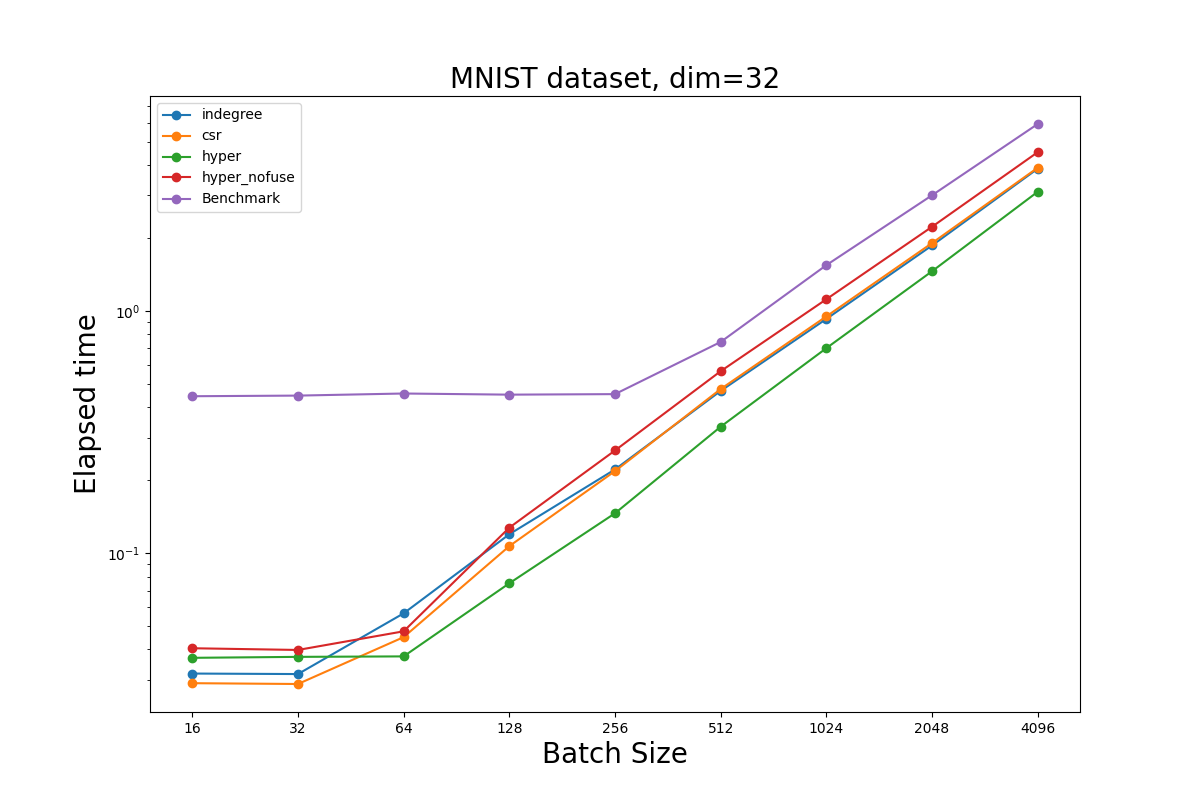 MNIST dataset, dim=32
indegree
csr
hyper
hyper_nofuse
Benchmark
Elapsed time
10⁰
10⁻¹
16 32 64 128 256 512 1024 2048 4096
Batch Size